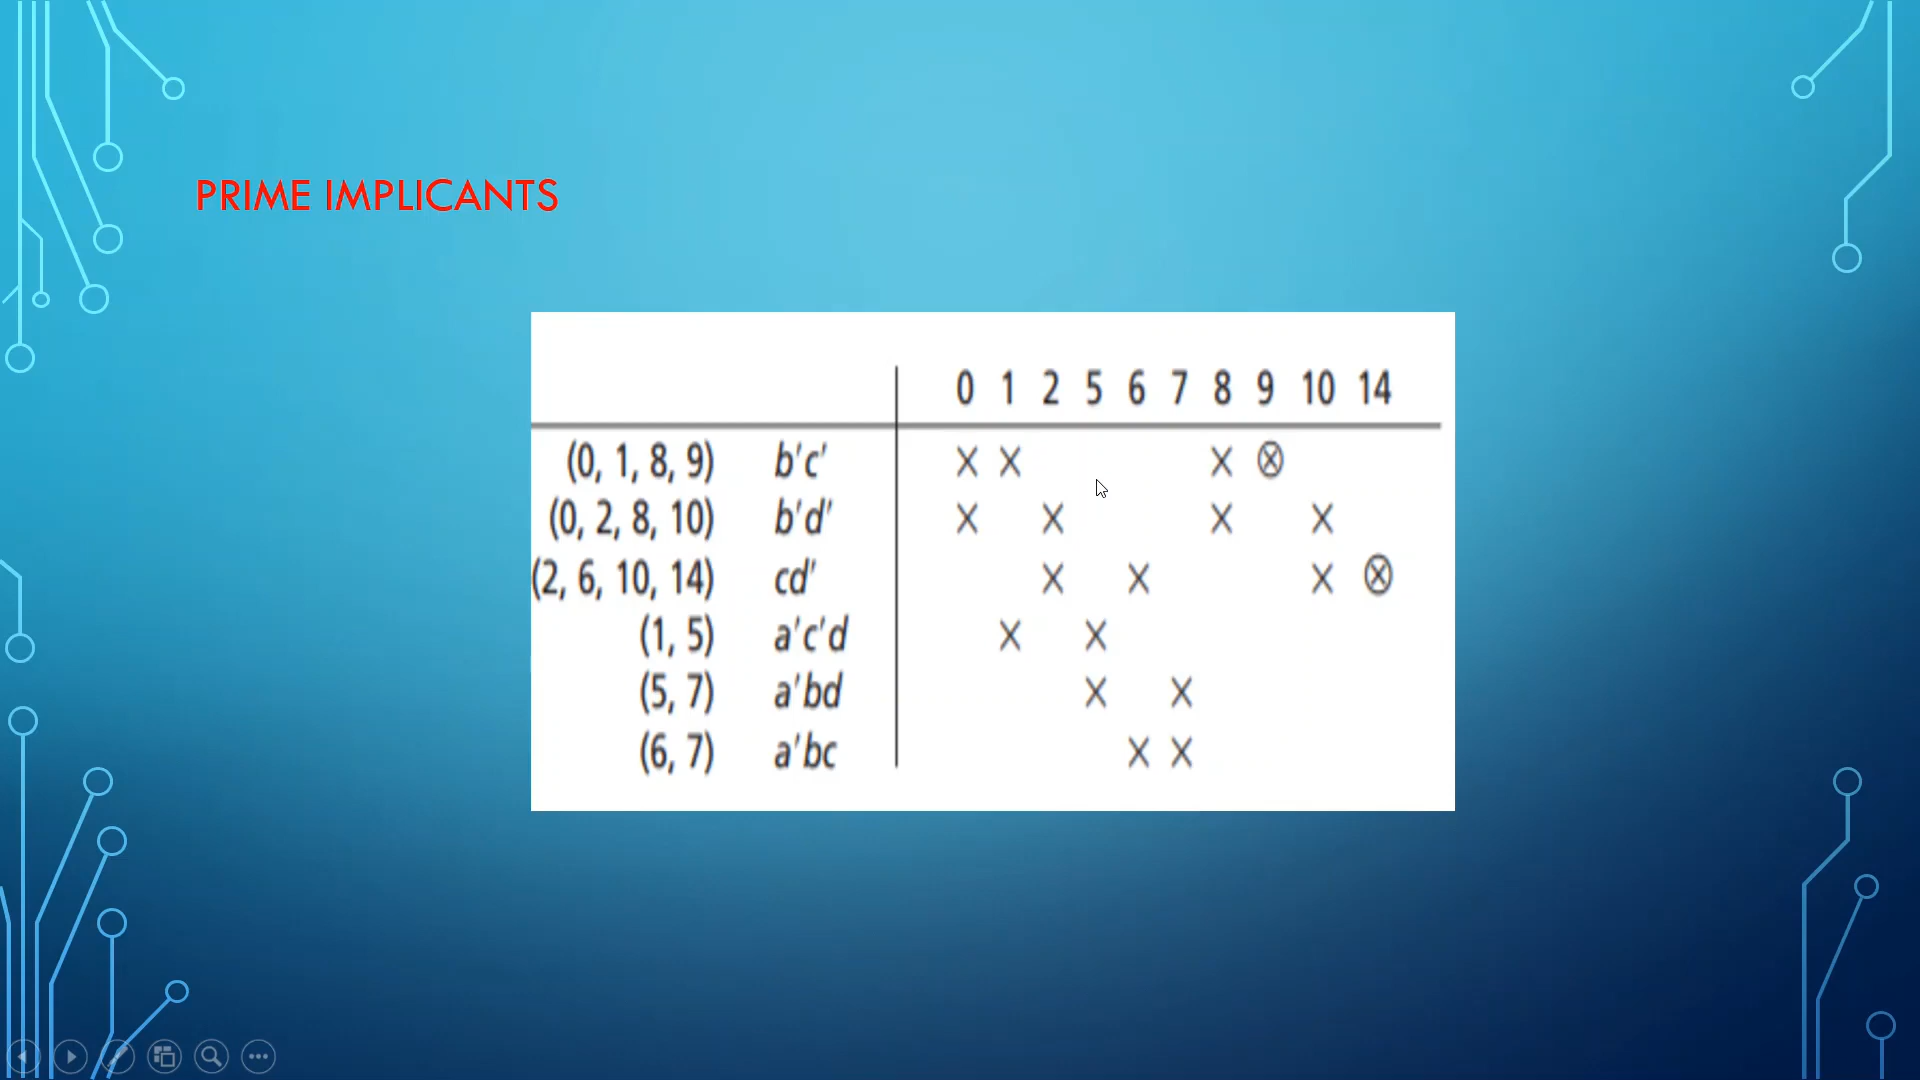 PRIME IMPLICANTS
0 1 2 5 6 7 8 9 10 14
(0, 1, 8, 9) b'c' × × × ⊗
(0, 2, 8, 10) b'd' × × × ×
(2, 6, 10, 14) cd' × × × ⊗
(1, 5) a'c'd × ×
(5, 7) a'bd × ×
(6, 7) a'bc × ×